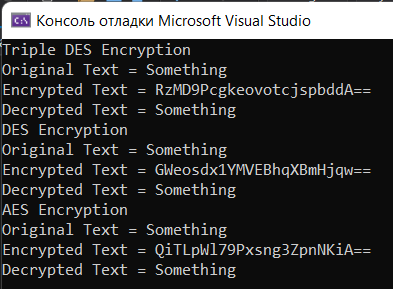 Консоль отладки Microsoft Visual Studio
Triple DES Encryption
Original Text = Something
Encrypted Text = RzMD9PcgkeovotcjspbddA==
Decrypted Text = Something
DES Encryption
Original Text = Something
Encrypted Text = GWeosdx1YMVEBhqXBmHjqw==
Decrypted Text = Something
AES Encryption
Original Text = Something
Encrypted Text = QiTLpWl79Pxsng3ZpnNKiA==
Decrypted Text = Something